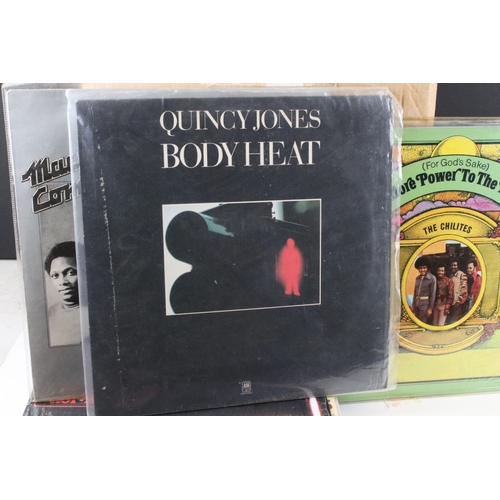 QUINCY JONES
BODY HEAT
(For God's Sake)
Power" To The
THE CHILITES